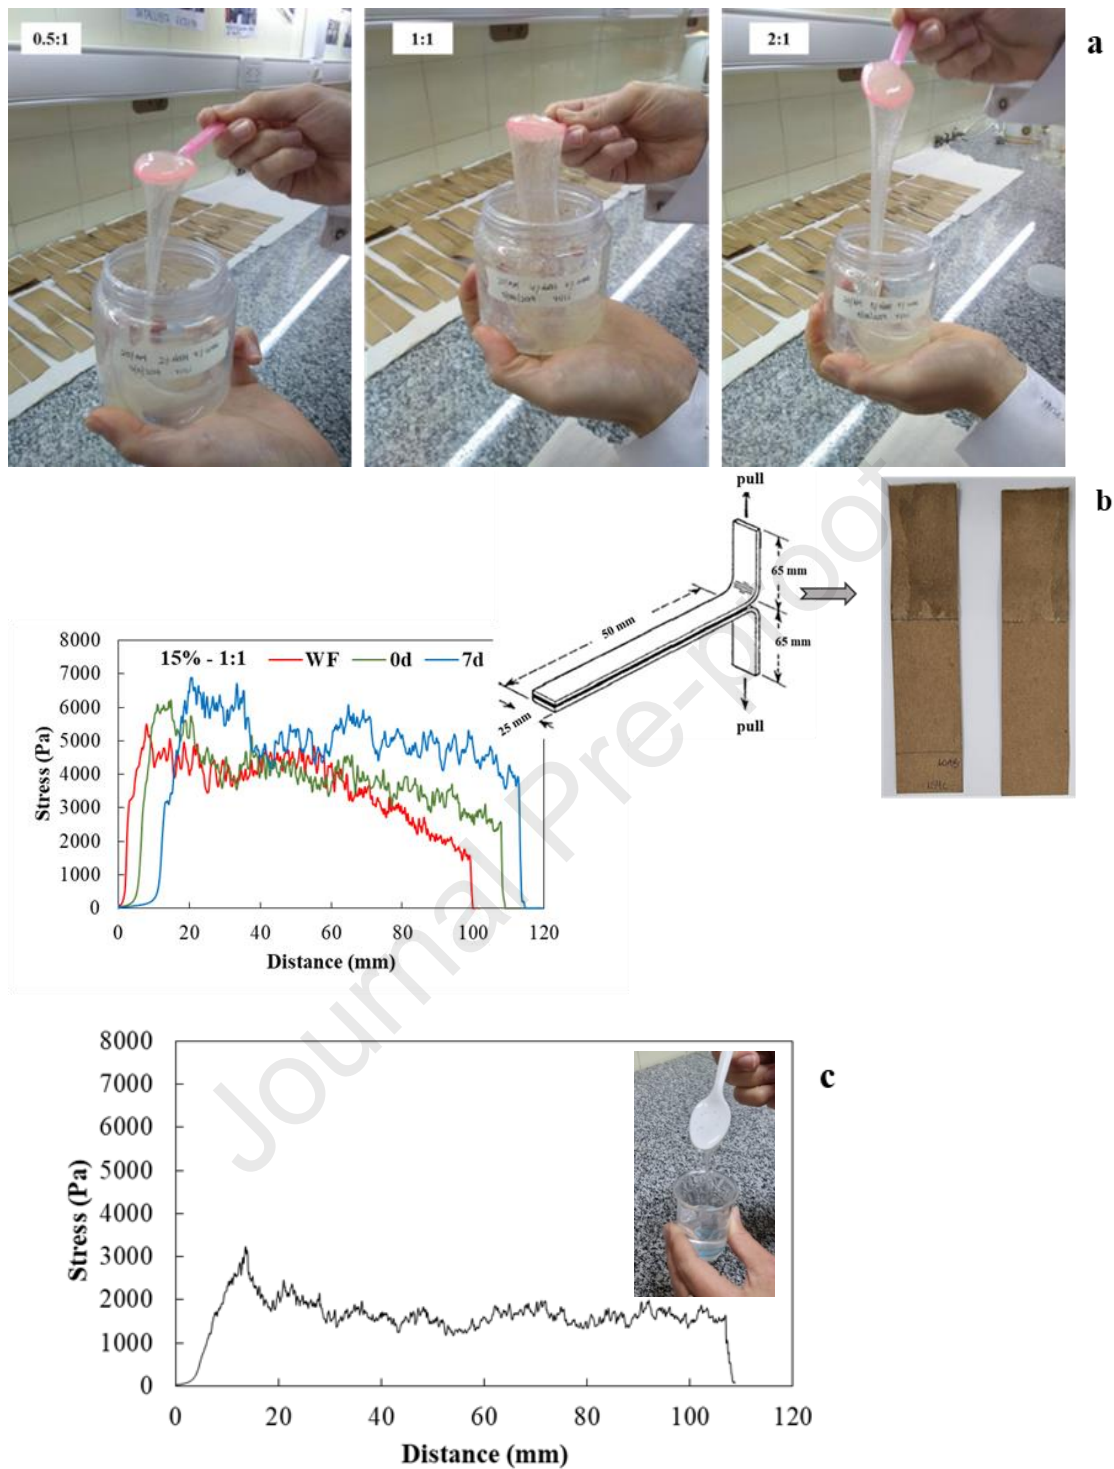 0.5:1
1:1
2:1
a
b
pull
65 mm
65 mm
50 mm
25 mm
pull
15% - 1:1 WF 0d 7d
8000
7000
6000
5000
4000
3000
2000
1000
0
Stress (Pa)
0 20 40 60 80 100 120
Distance (mm)
c
8000
7000
6000
5000
4000
3000
2000
1000
0
Stress (Pa)
0 20 40 60 80 100 120
Distance (mm)
Journal Pre-proof